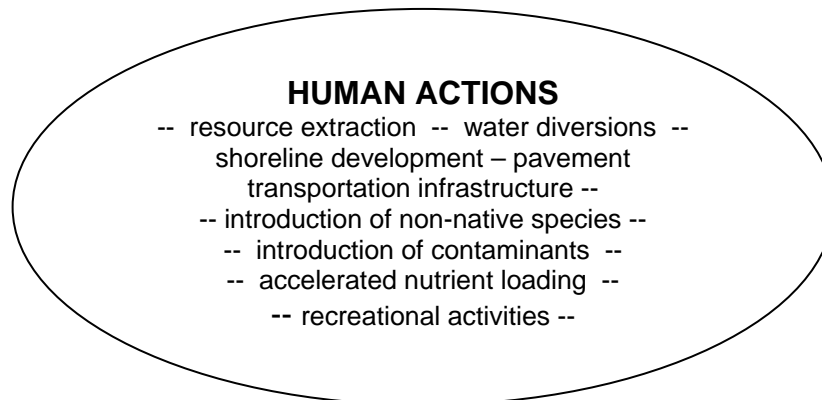 HUMAN ACTIONS
-- resource extraction -- water diversions --
shoreline development – pavement
transportation infrastructure --
-- introduction of non-native species --
-- introduction of contaminants --
-- accelerated nutrient loading --
-- recreational activities --